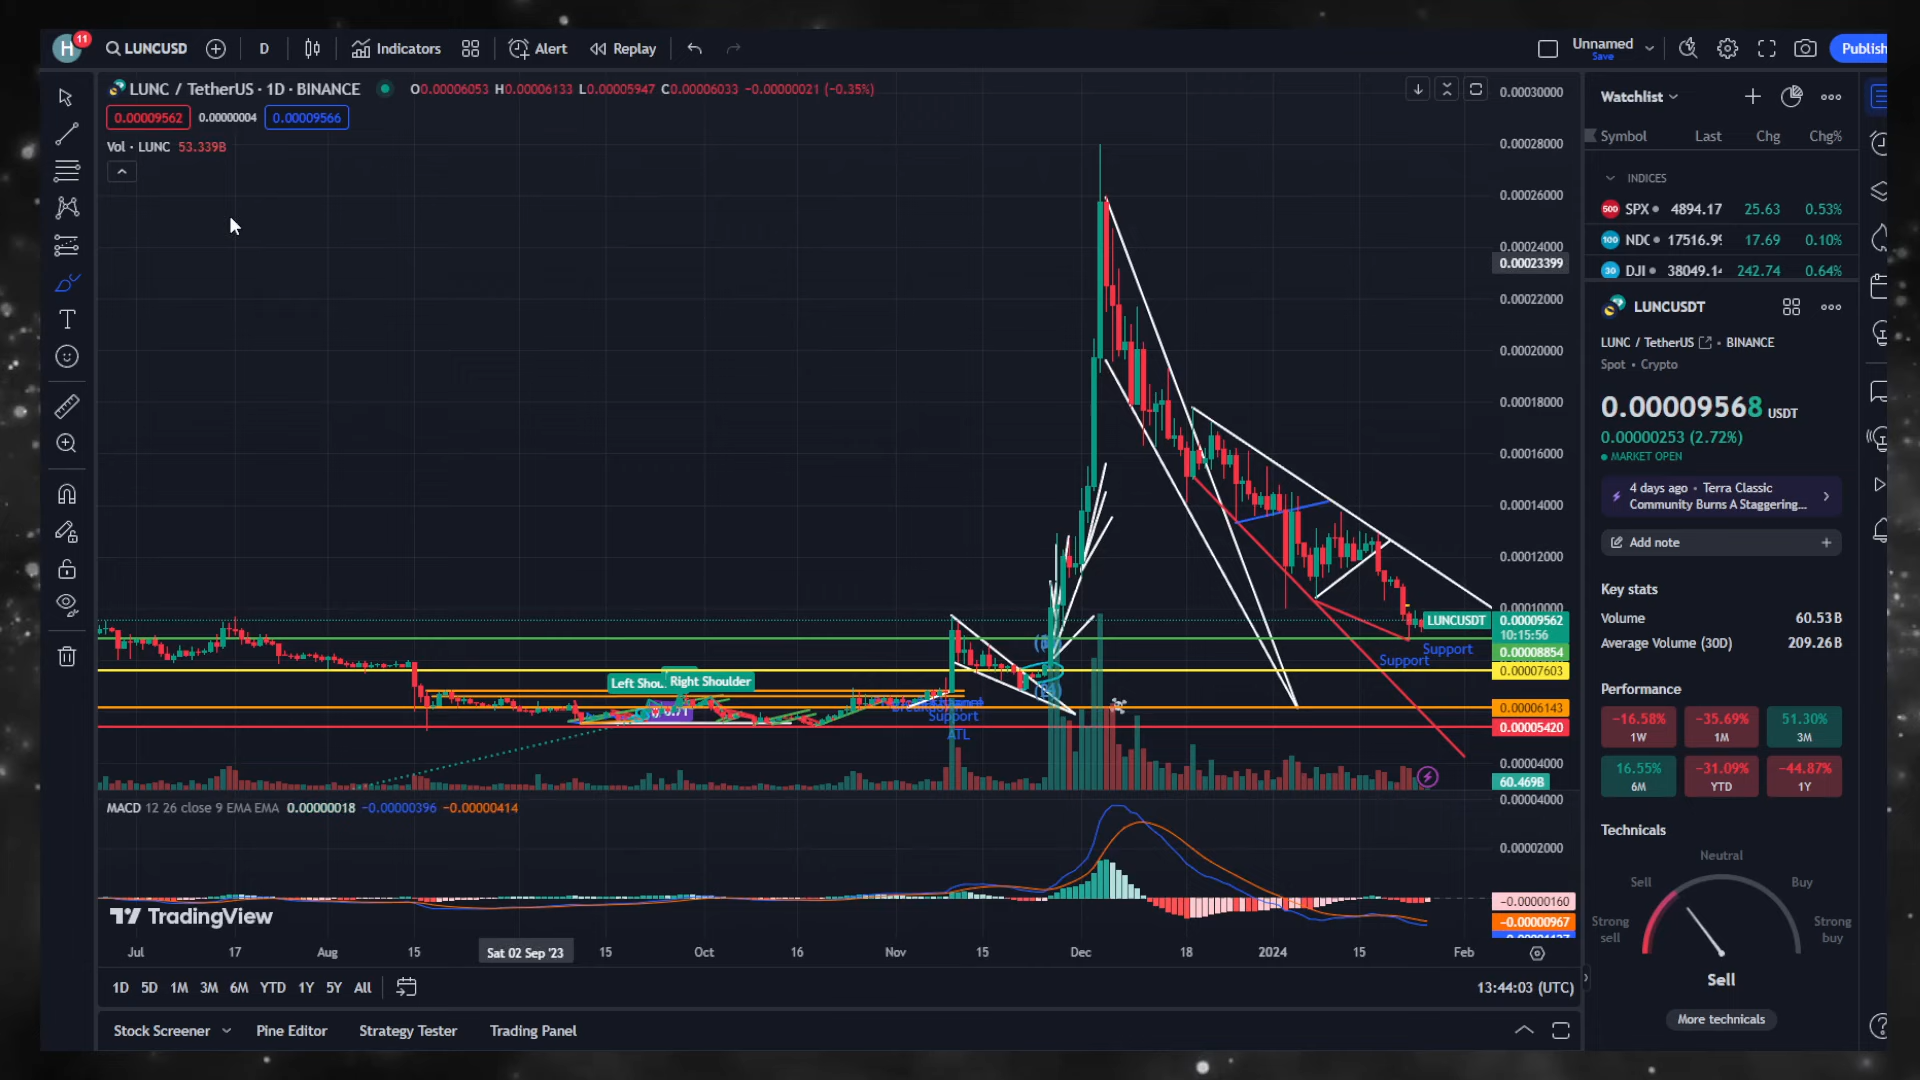 H 11 LUNCUSD D Indicators Alert Replay Unnamed Save Publish
LUNC / TetherUS · 1D · BINANCE O0.00006053 H0.00006133 L0.00005947 C0.00006033 −0.00000021 (−0.35%)
0.00009562 0.00000004 0.00009566
Vol · LUNC 53.339B
0.00030000
0.00028000
0.00026000
0.00024000
0.00023399
0.00022000
0.00020000
0.00018000
0.00016000
0.00014000
0.00012000
0.00010000
LUNCUSDT 0.00009562
10:15:56
0.00008854
0.00007603
0.00006143
0.00005420
0.00004000
60.469B
Support
Support
Right Shoulder
Support
ATL
MACD 12 26 close 9 EMA EMA 0.00000018 −0.00000396 −0.00000414
0.00004000
0.00002000
−0.00000160
−0.00000967
TradingView
Jul 17 Aug 15 Sat 02 Sep '23 15 Oct 16 Nov 15 Dec 18 2024 15 Feb
1D 5D 1M 3M 6M YTD 1Y 5Y All 13:44:03 (UTC)
Stock Screener Pine Editor Strategy Tester Trading Panel
Watchlist
Symbol Last Chg Chg%
INDICES
500 SPX 4894.17 25.63 0.53%
100 NDC 17516.9 17.69 0.10%
30 DJI 38049.1 242.74 0.64%
LUNCUSDT
LUNC / TetherUS · BINANCE
Spot · Crypto
0.00009568 USDT
0.00000253 (2.72%)
MARKET OPEN
4 days ago · Terra Classic
Community Burns A Staggering...
Add note
Key stats
Volume 60.53B
Average Volume (30D) 209.26B
Performance
−16.58% −35.69% 51.30%
1W 1M 3M
16.55% −31.09% −44.87%
6M YTD 1Y
Technicals
Neutral
Sell Buy
Strong sell Strong buy
Sell
More technicals